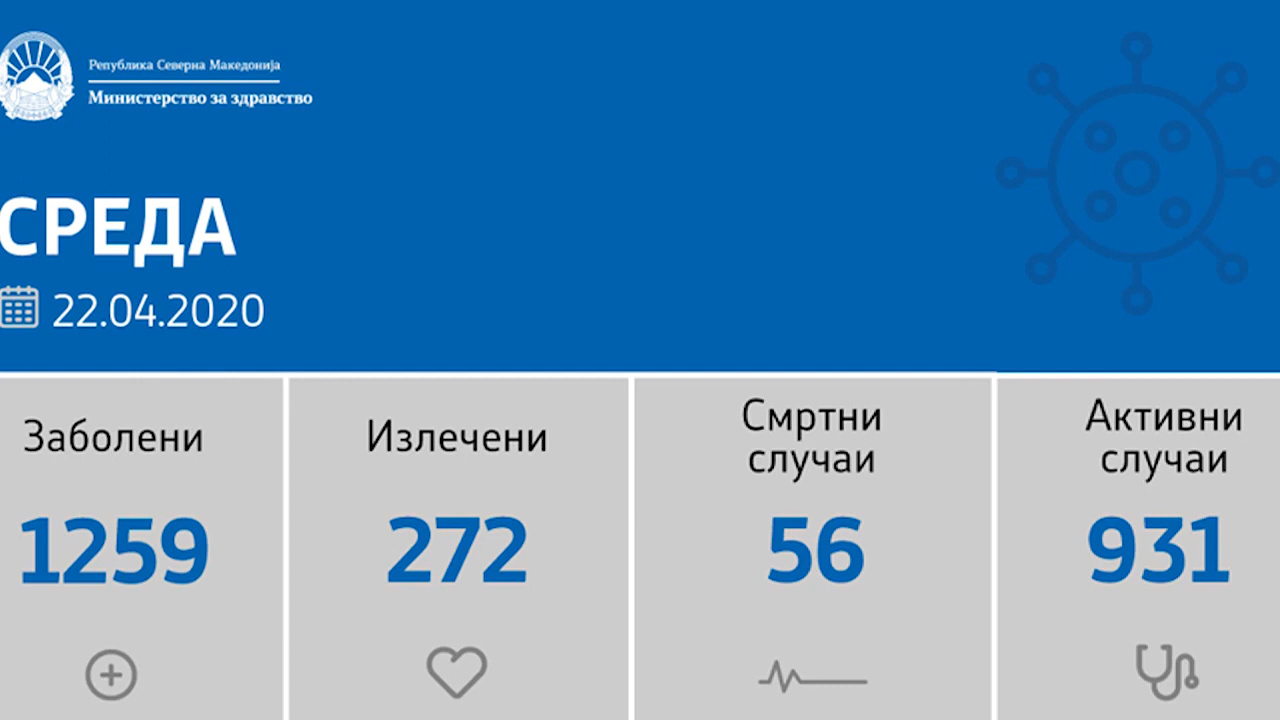 Република Северна Македонија
Министерство за здравство
СРЕДА
22.04.2020
Заболени
1259
Излечени
272
Смртни
случаи
56
Активни
случаи
931